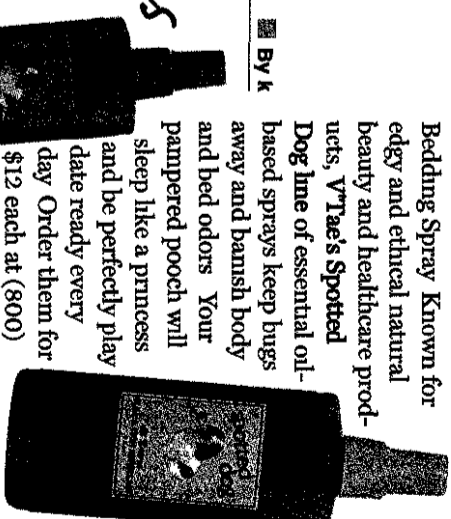 By k
Bedding Spray Known for
edgy and ethical natural
beauty and healthcare prod-
ucts, V'Tae's Spotted
Dog line of essential oil-
based sprays keep bugs
away and banish body
and bed odors Your
pampered pooch will
sleep like a princess
and be perfectly play
date ready every
day Order them for
$12 each at (800)
spotted
dog